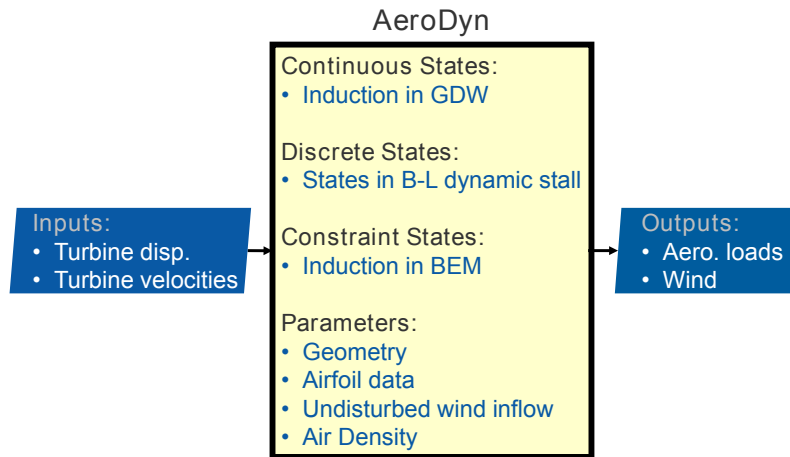 AeroDyn
Inputs:
• Turbine disp.
• Turbine velocities
Continuous States:
• Induction in GDW
Discrete States:
• States in B-L dynamic stall
Constraint States:
• Induction in BEM
Parameters:
• Geometry
• Airfoil data
• Undisturbed wind inflow
• Air Density
Outputs:
• Aero. loads
• Wind